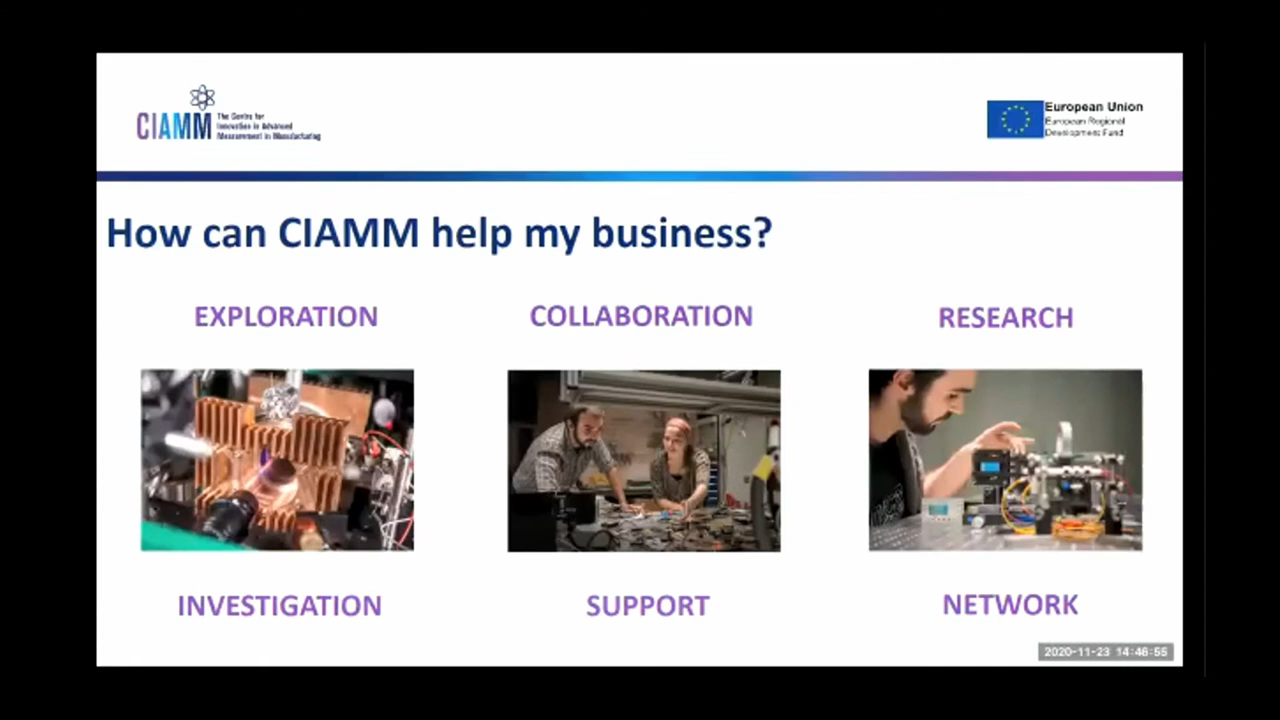 CIAMM
The Centre for
Innovation in Advanced
Measurement in Manufacturing
European Union
European Regional
Development Fund
How can CIAMM help my business?
EXPLORATION
COLLABORATION
RESEARCH
INVESTIGATION
SUPPORT
NETWORK
2020-11-23 14:46:55